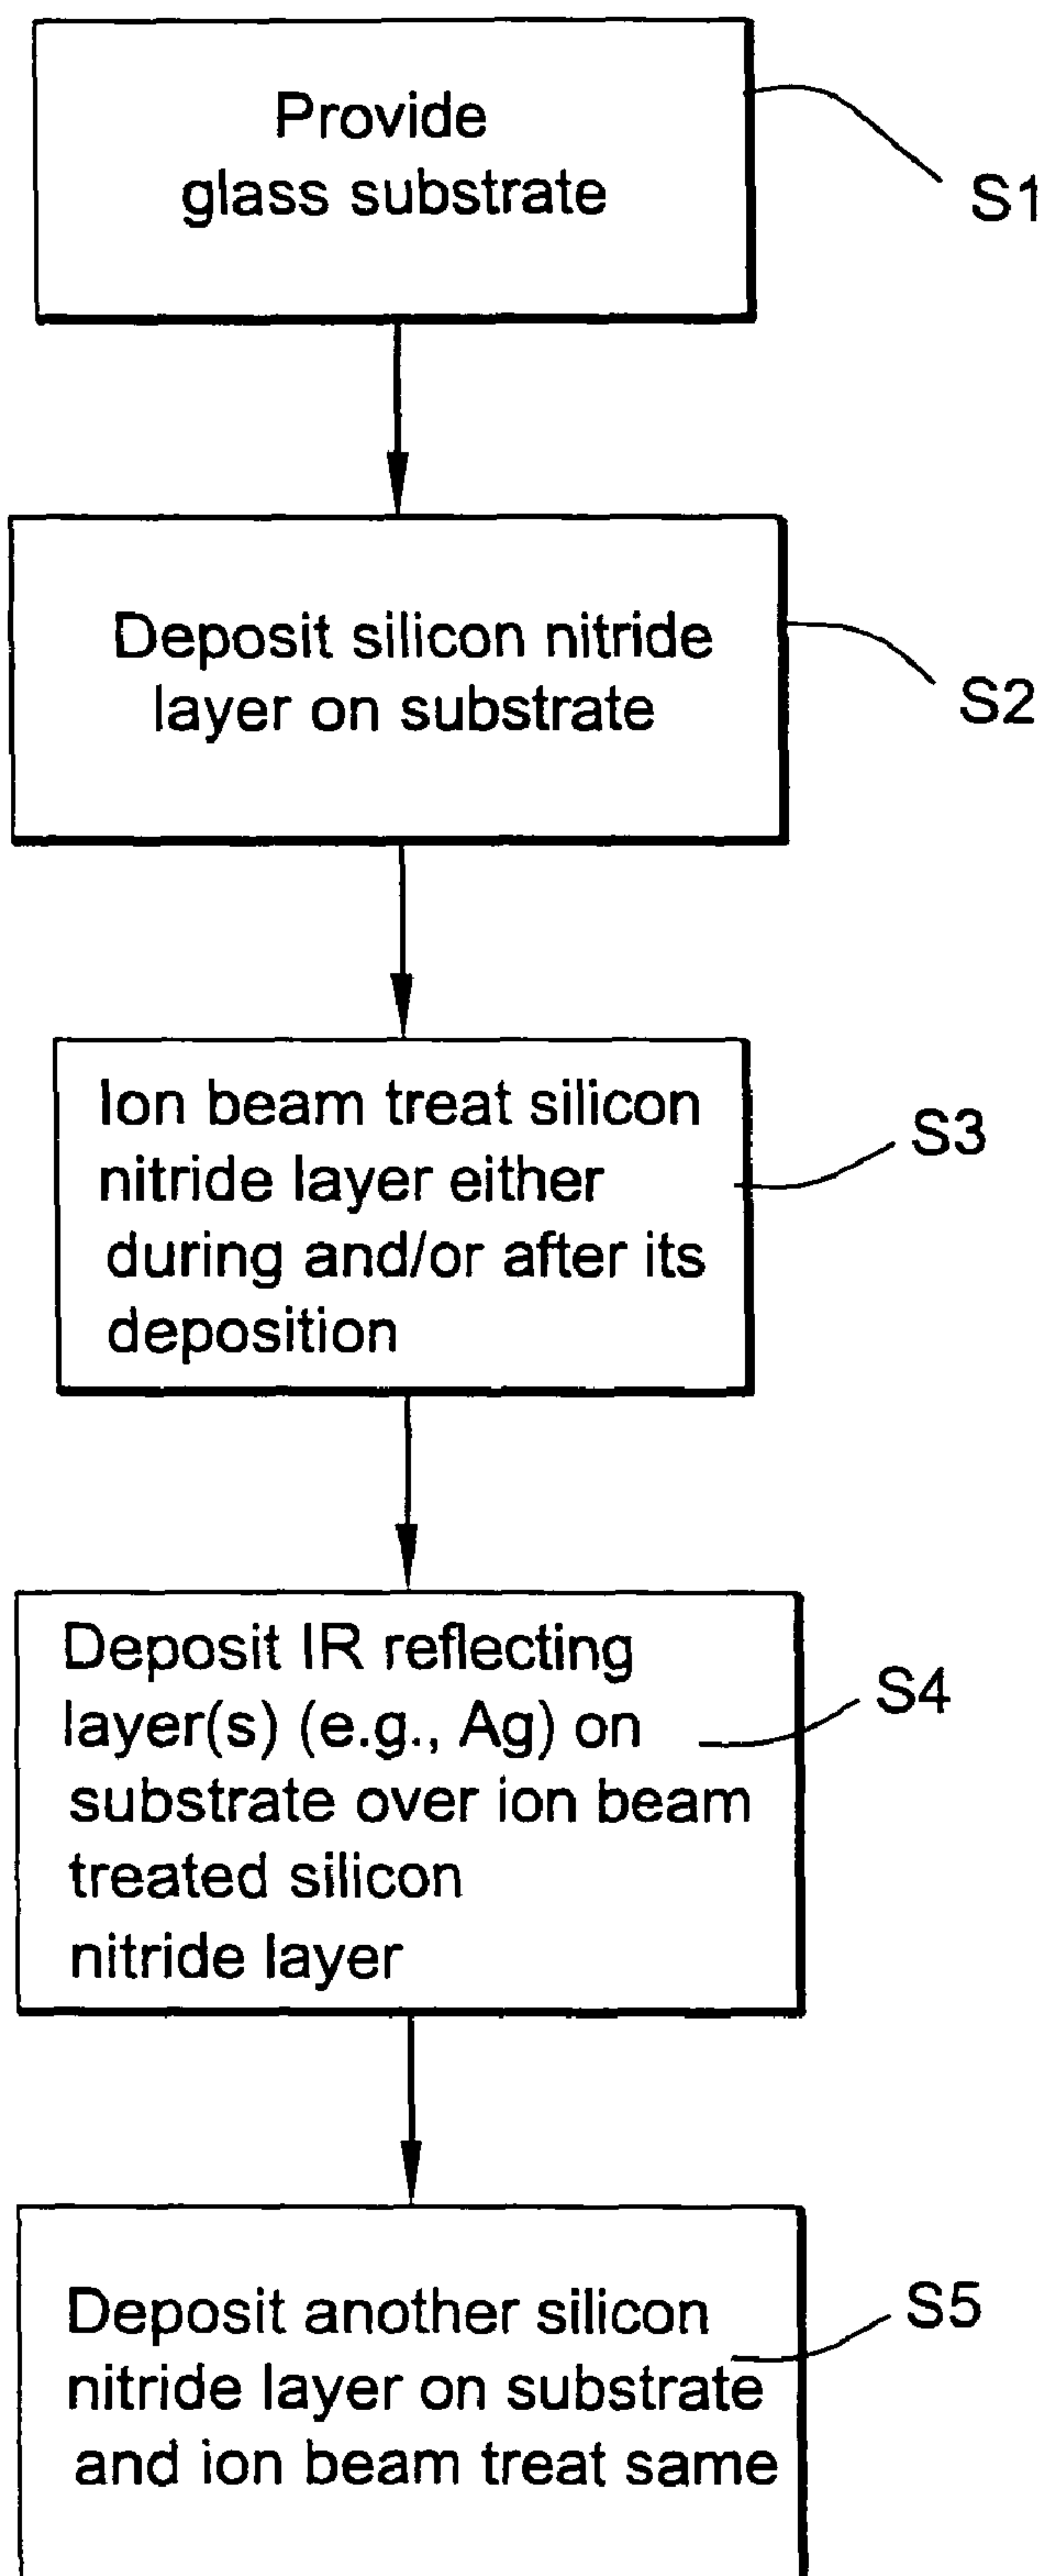 Provide
glass substrate
S1
Deposit silicon nitride
layer on substrate
S2
Ion beam treat silicon
nitride layer either
during and/or after its
deposition
S3
Deposit IR reflecting
layer(s) (e.g., Ag) on
substrate over ion beam
treated silicon
nitride layer
S4
Deposit another silicon
nitride layer on substrate
and ion beam treat same
S5